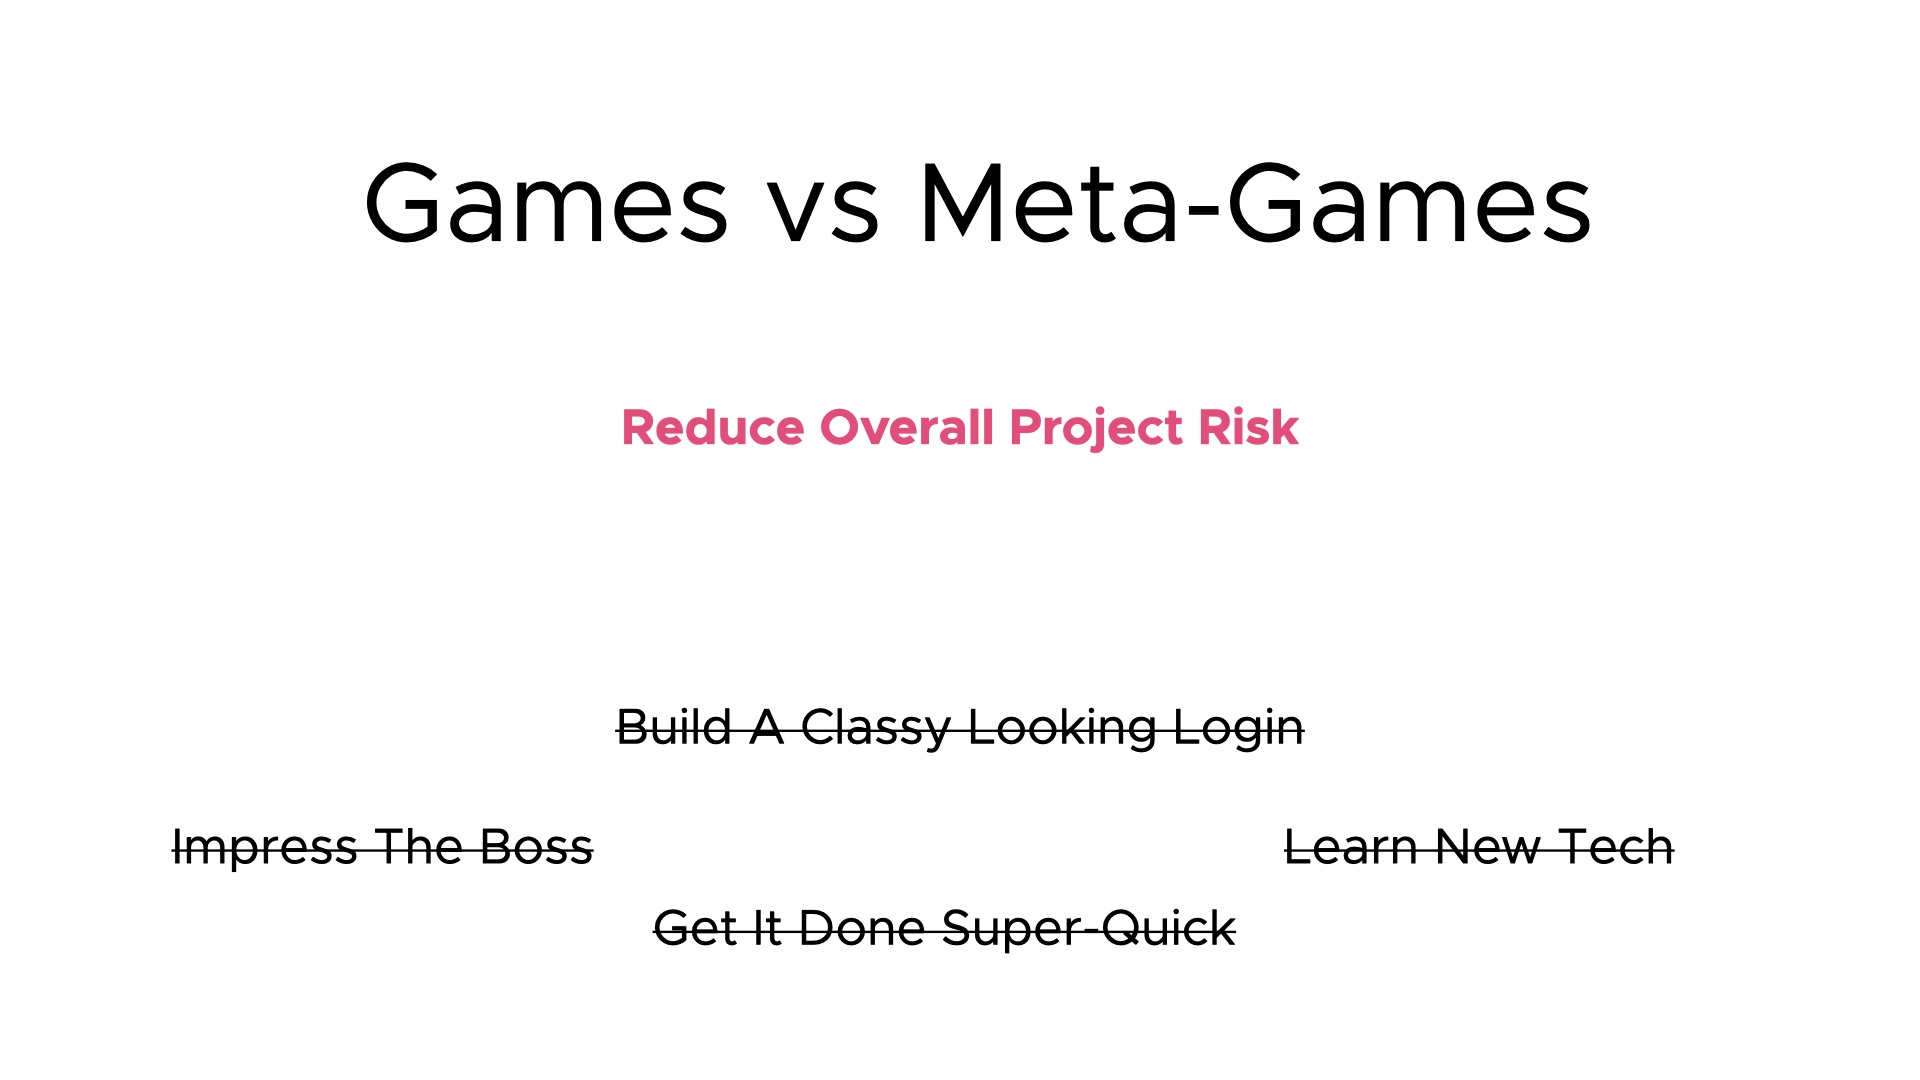 Games vs Meta-Games
Reduce Overall Project Risk
Build A Classy Looking Login
Impress The Boss
Learn New Tech
Get It Done Super-Quick